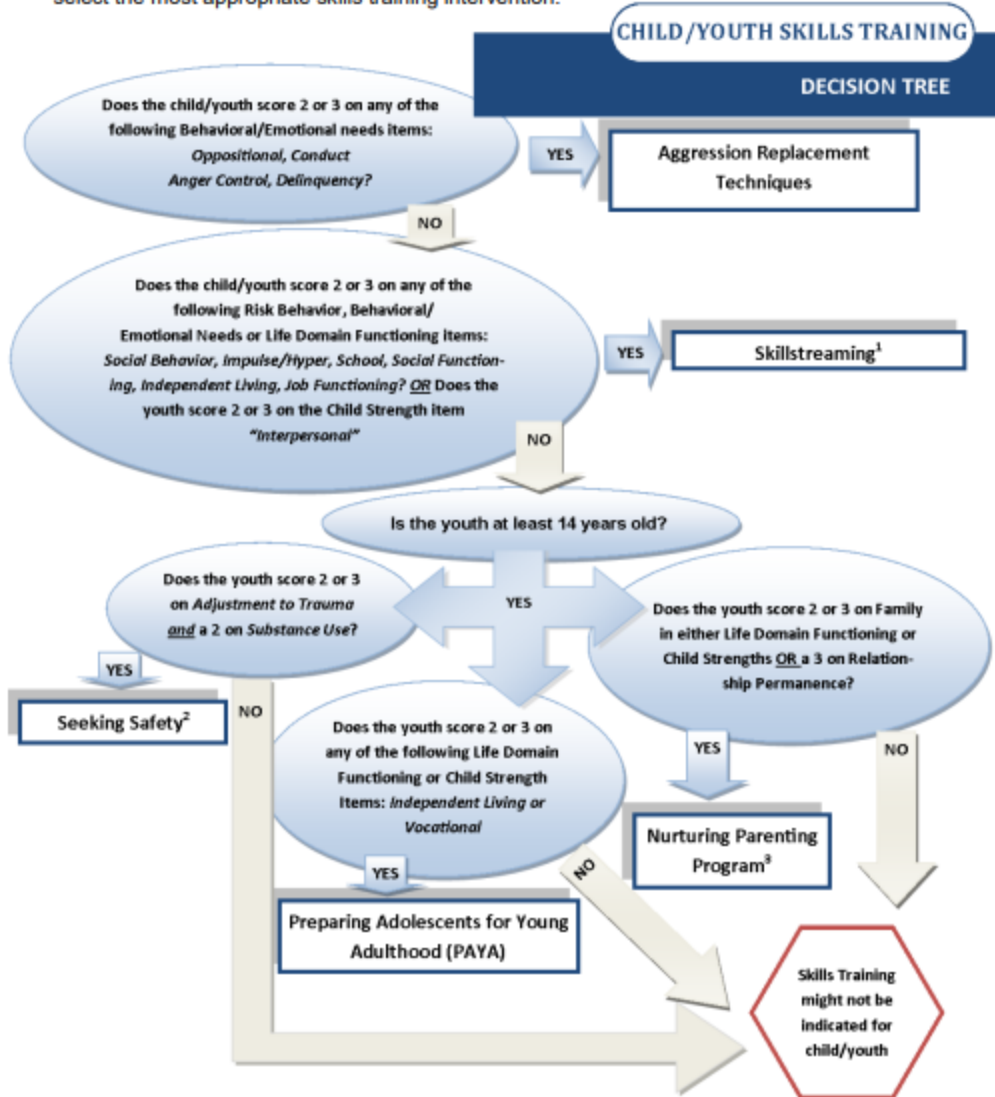 select the most appropriate skills training intervention.
CHILD/YOUTH SKILLS TRAINING
DECISION TREE
Does the child/youth score 2 or 3 on any of the
following Behavioral/Emotional needs items:
Oppositional, Conduct
Anger Control, Delinquency?
YES
Aggression Replacement
Techniques
NO
Does the child/youth score 2 or 3 on any of the
following Risk Behavior, Behavioral/
Emotional Needs or Life Domain Functioning items:
Social Behavior, Impulse/Hyper, School, Social Function-
ing, Independent Living, Job Functioning? OR Does the
youth score 2 or 3 on the Child Strength item
"Interpersonal"
YES
Skillstreaming¹
NO
Is the youth at least 14 years old?
YES
Does the youth score 2 or 3
on Adjustment to Trauma
and a 2 on Substance Use?
YES
Seeking Safety²
NO
Does the youth score 2 or 3 on
any of the following Life Domain
Functioning or Child Strength
Items: Independent Living or
Vocational
YES
Preparing Adolescents for Young
Adulthood (PAYA)
NO
Does the youth score 2 or 3 on Family
in either Life Domain Functioning or
Child Strengths OR a 3 on Relation-
ship Permanence?
YES
Nurturing Parenting
Program³
NO
Skills Training
might not be
indicated for
child/youth